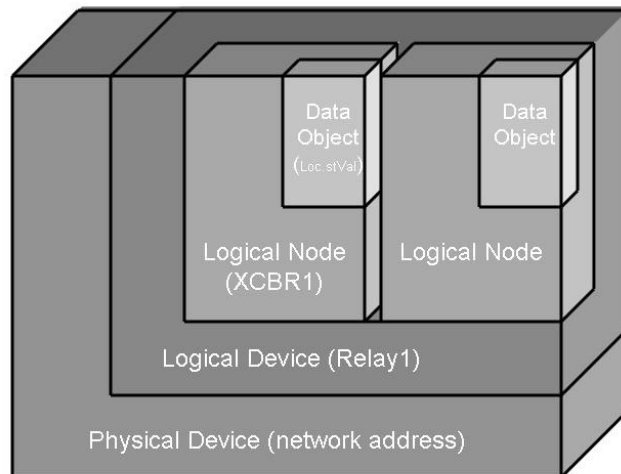 Data
Object
(Loc.stVal)
Data
Object
Logical Node
(XCBR1)
Logical Node
Logical Device (Relay1)
Physical Device (network address)